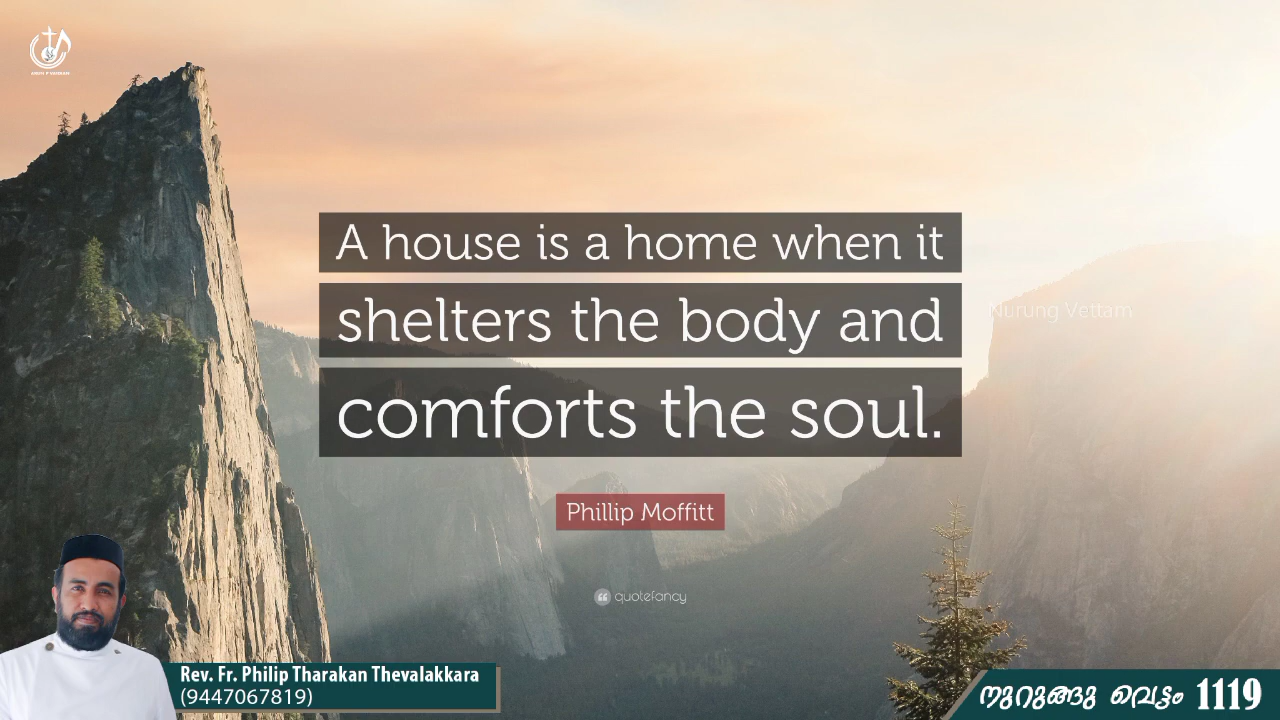 A house is a home when it
shelters the body and
comforts the soul.
Nurung Vettam
Phillip Moffitt
quotefancy
Rev. Fr. Philip Tharakan Thevalakkara
(9447067819)
നുറുങ്ങു വെട്ടം 1119